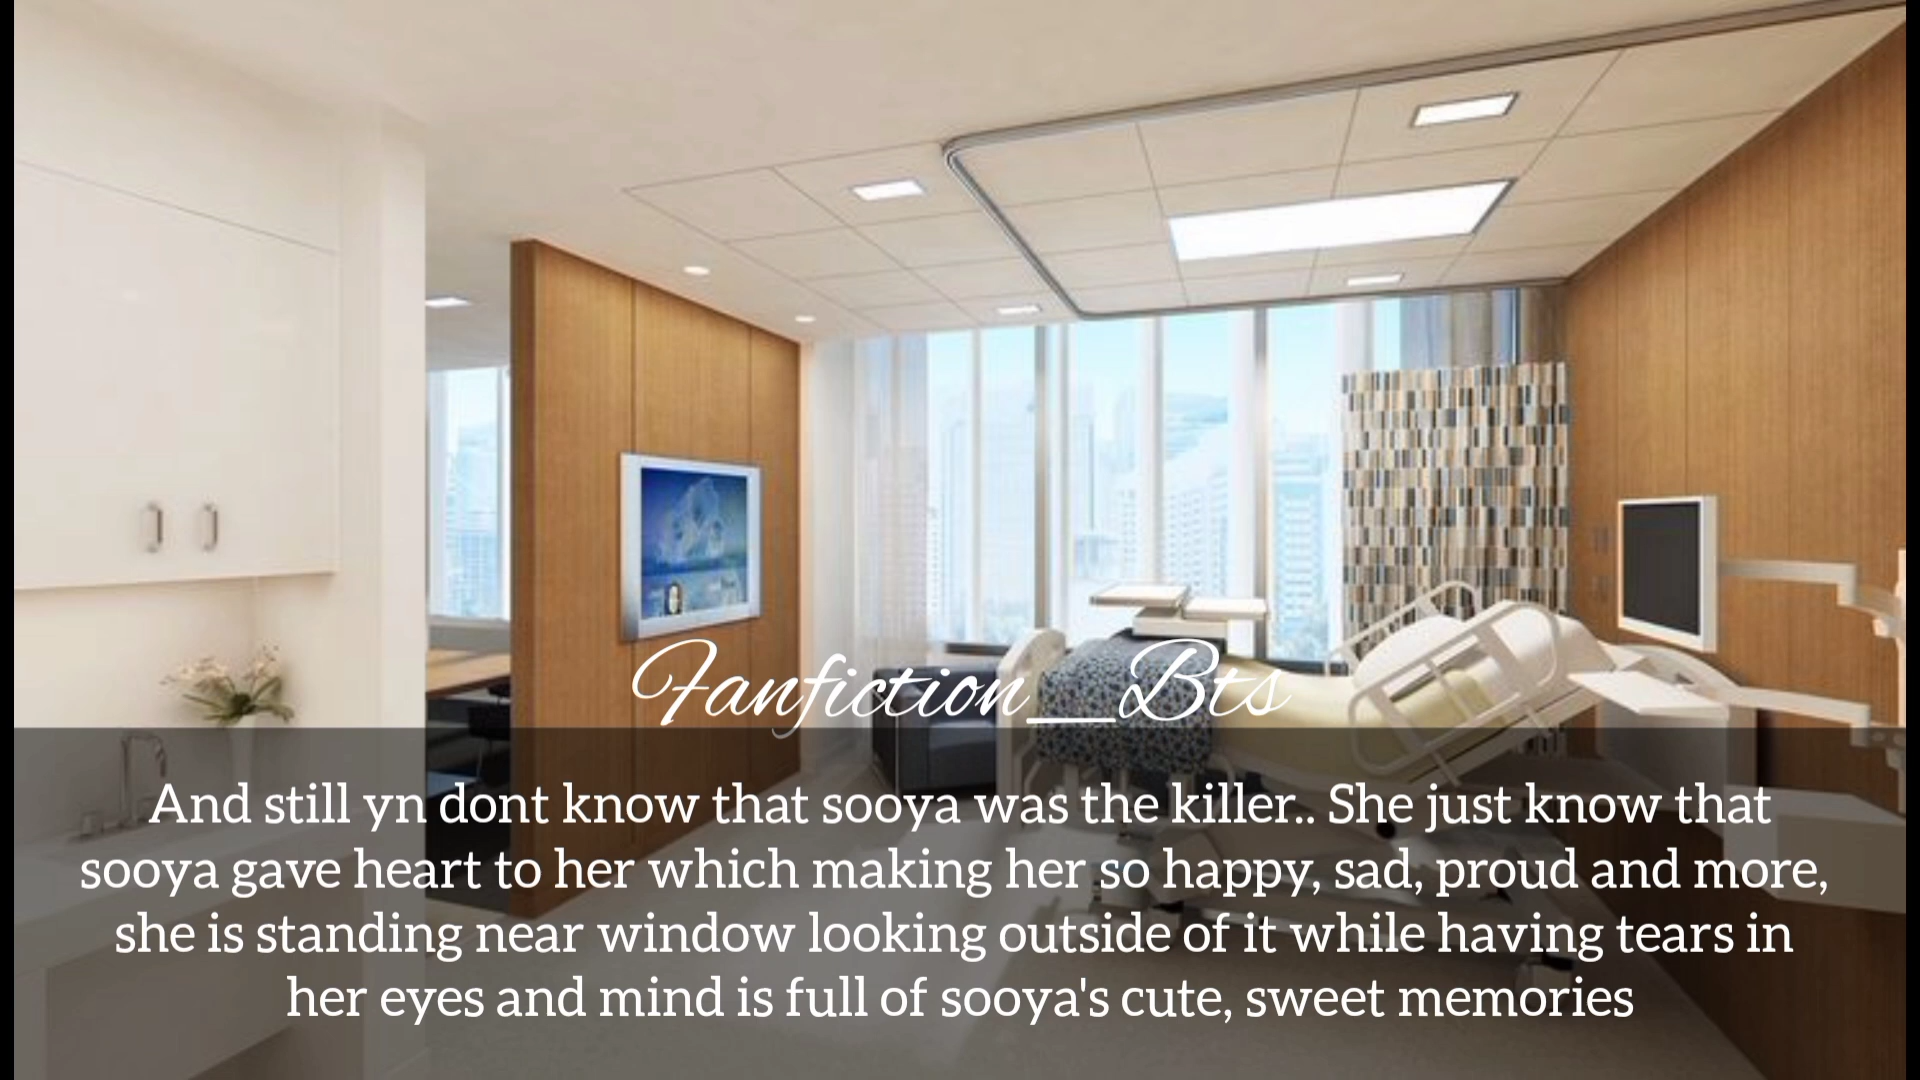 Fanfiction__Bts
And still yn dont know that sooya was the killer.. She just know that
sooya gave heart to her which making her so happy, sad, proud and more,
she is standing near window looking outside of it while having tears in
her eyes and mind is full of sooya's cute, sweet memories